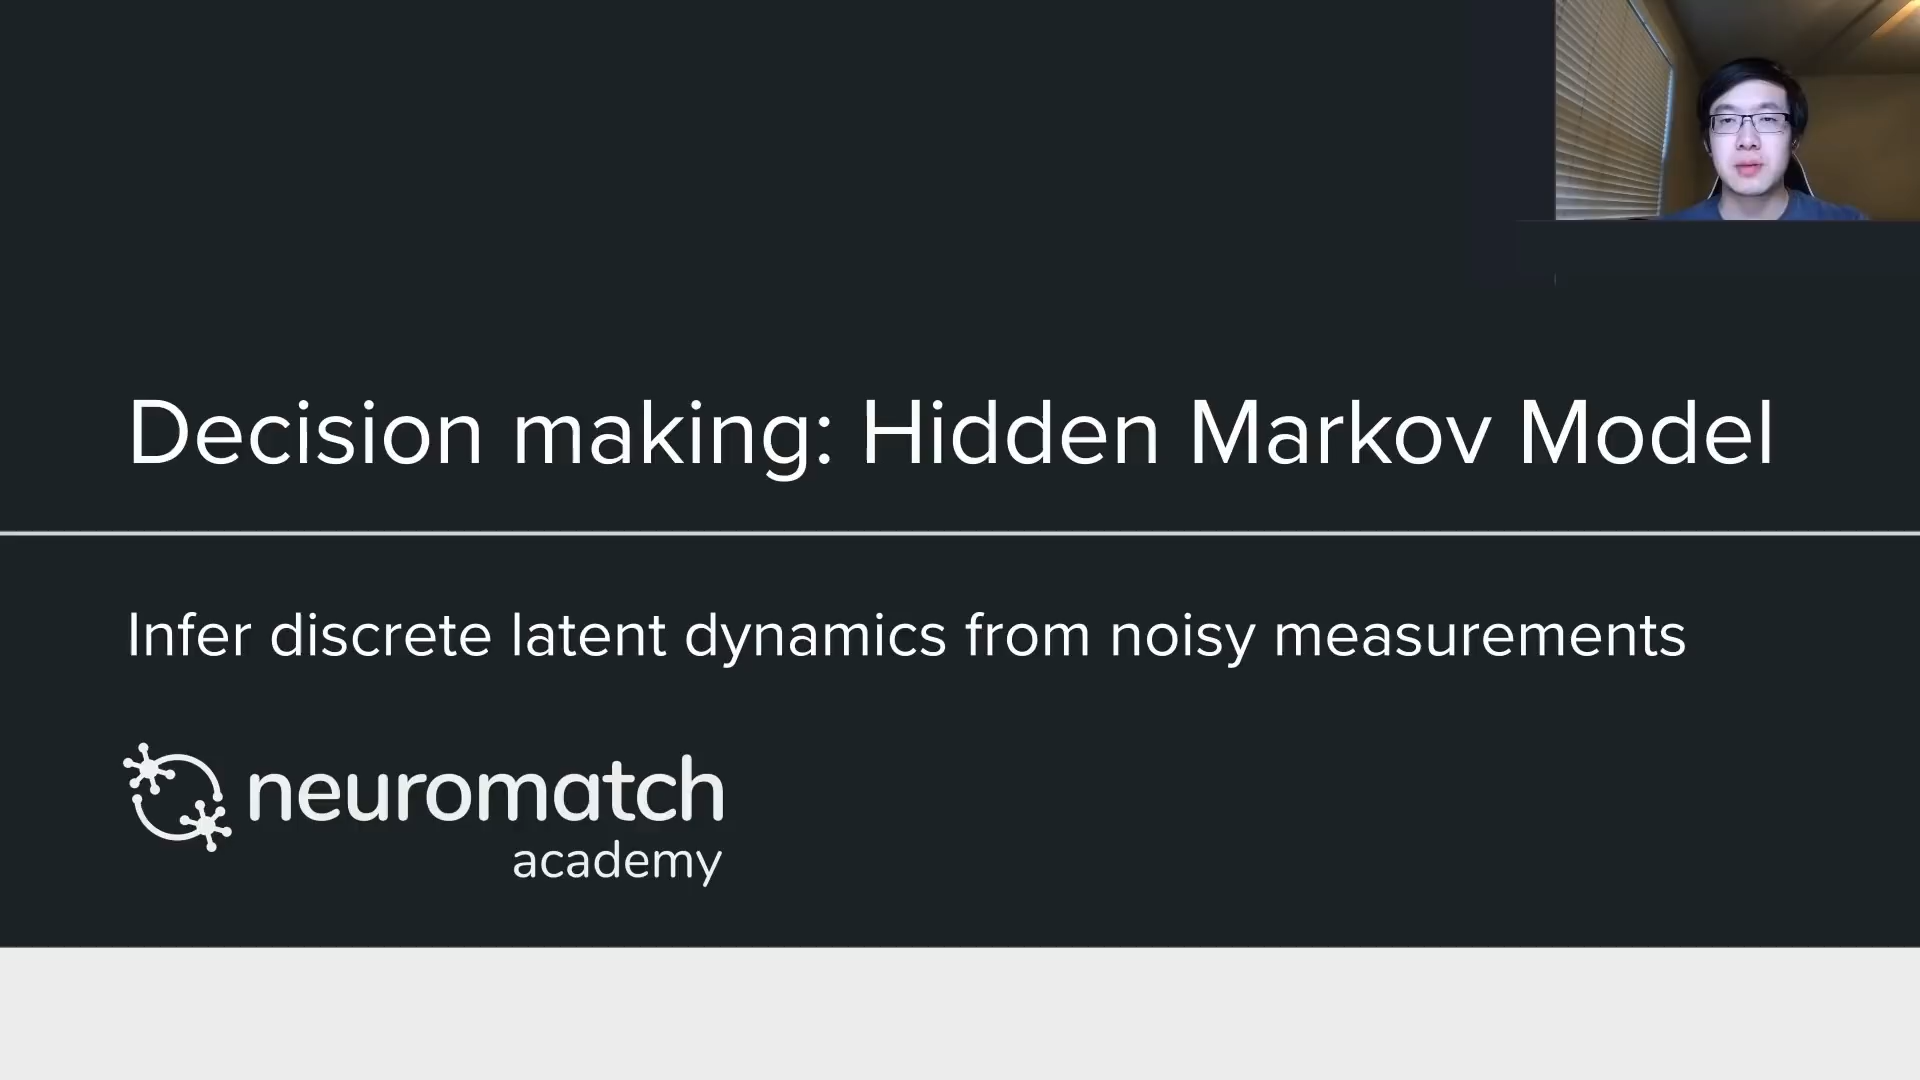 Decision making: Hidden Markov Model
Infer discrete latent dynamics from noisy measurements
neuromatch
academy